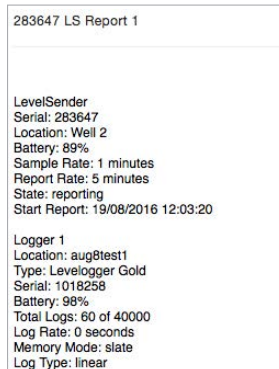 283647 LS Report 1
LevelSender
Serial: 283647
Location: Well 2
Battery: 89%
Sample Rate: 1 minutes
Report Rate: 5 minutes
State: reporting
Start Report: 19/08/2016 12:03:20
Logger 1
Location: aug8test1
Type: Levelogger Gold
Serial: 1018258
Battery: 98%
Total Logs: 60 of 40000
Log Rate: 0 seconds
Memory Mode: slate
Log Type: linear